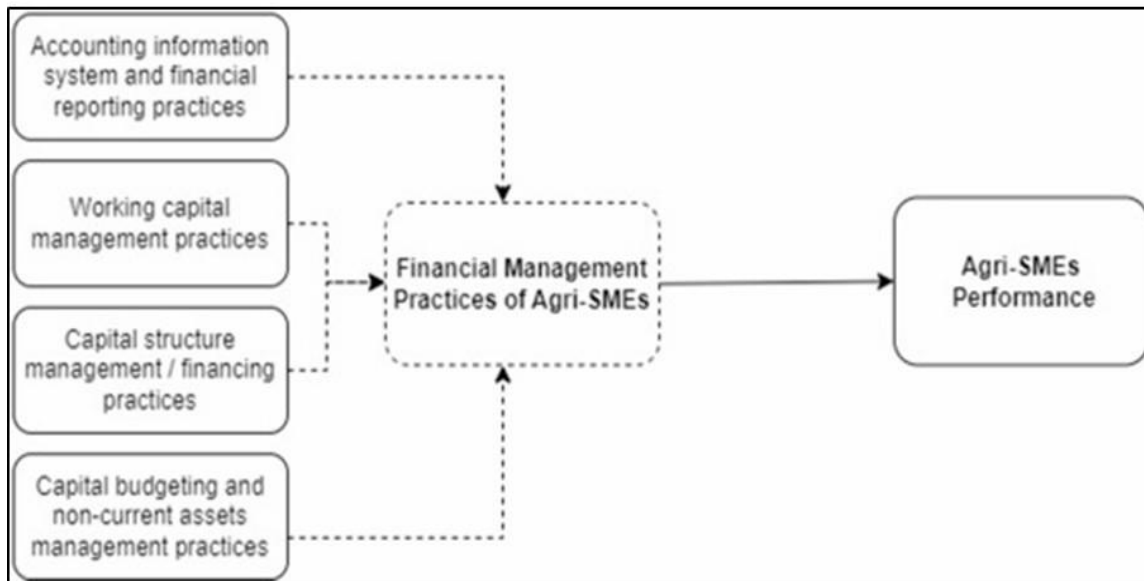 Accounting information
system and financial
reporting practices
Working capital
management practices
Capital structure
management / financing
practices
Capital budgeting and
non-current assets
management practices
Financial Management
Practices of Agri-SMEs
Agri-SMEs
Performance